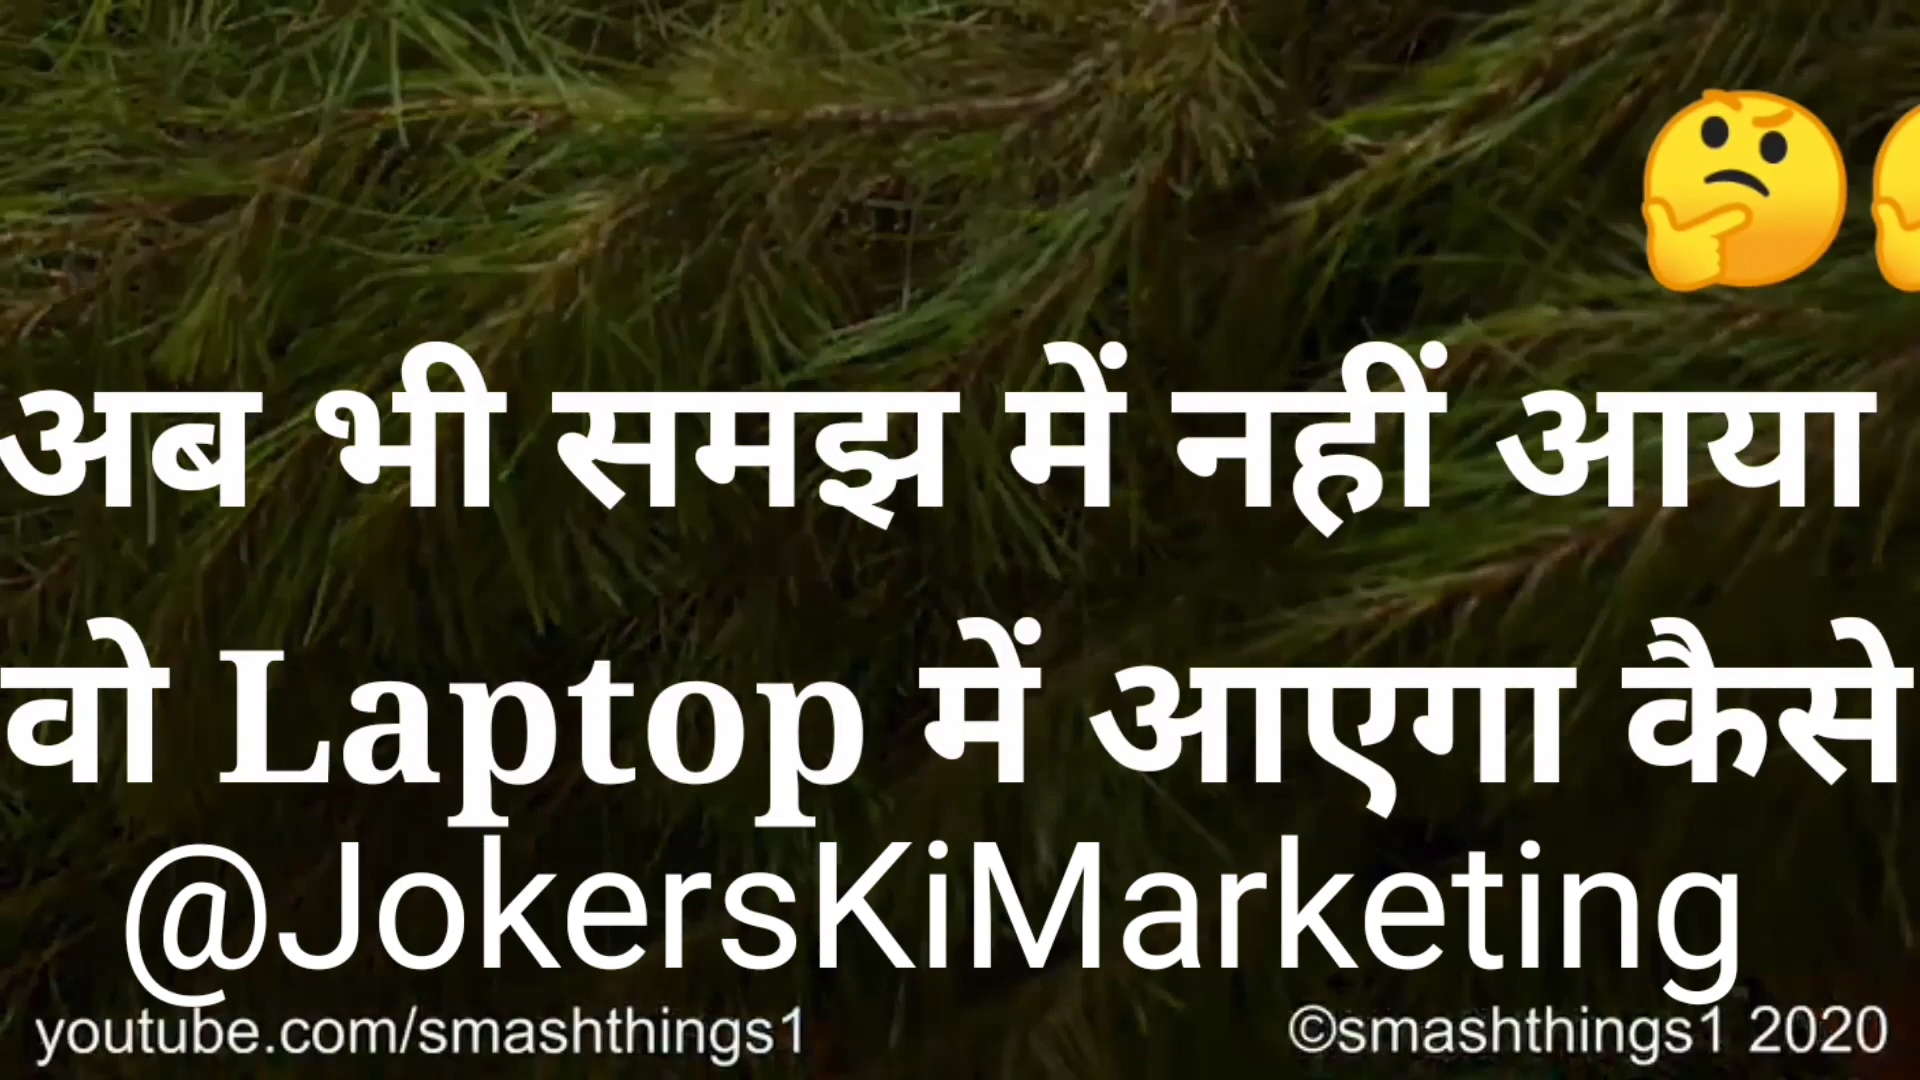 🤔
अब भी समझ में नहीं आया
वो Laptop में आएगा कैसे
@JokersKiMarketing
youtube.com/smashthings1
©smashthings1 2020